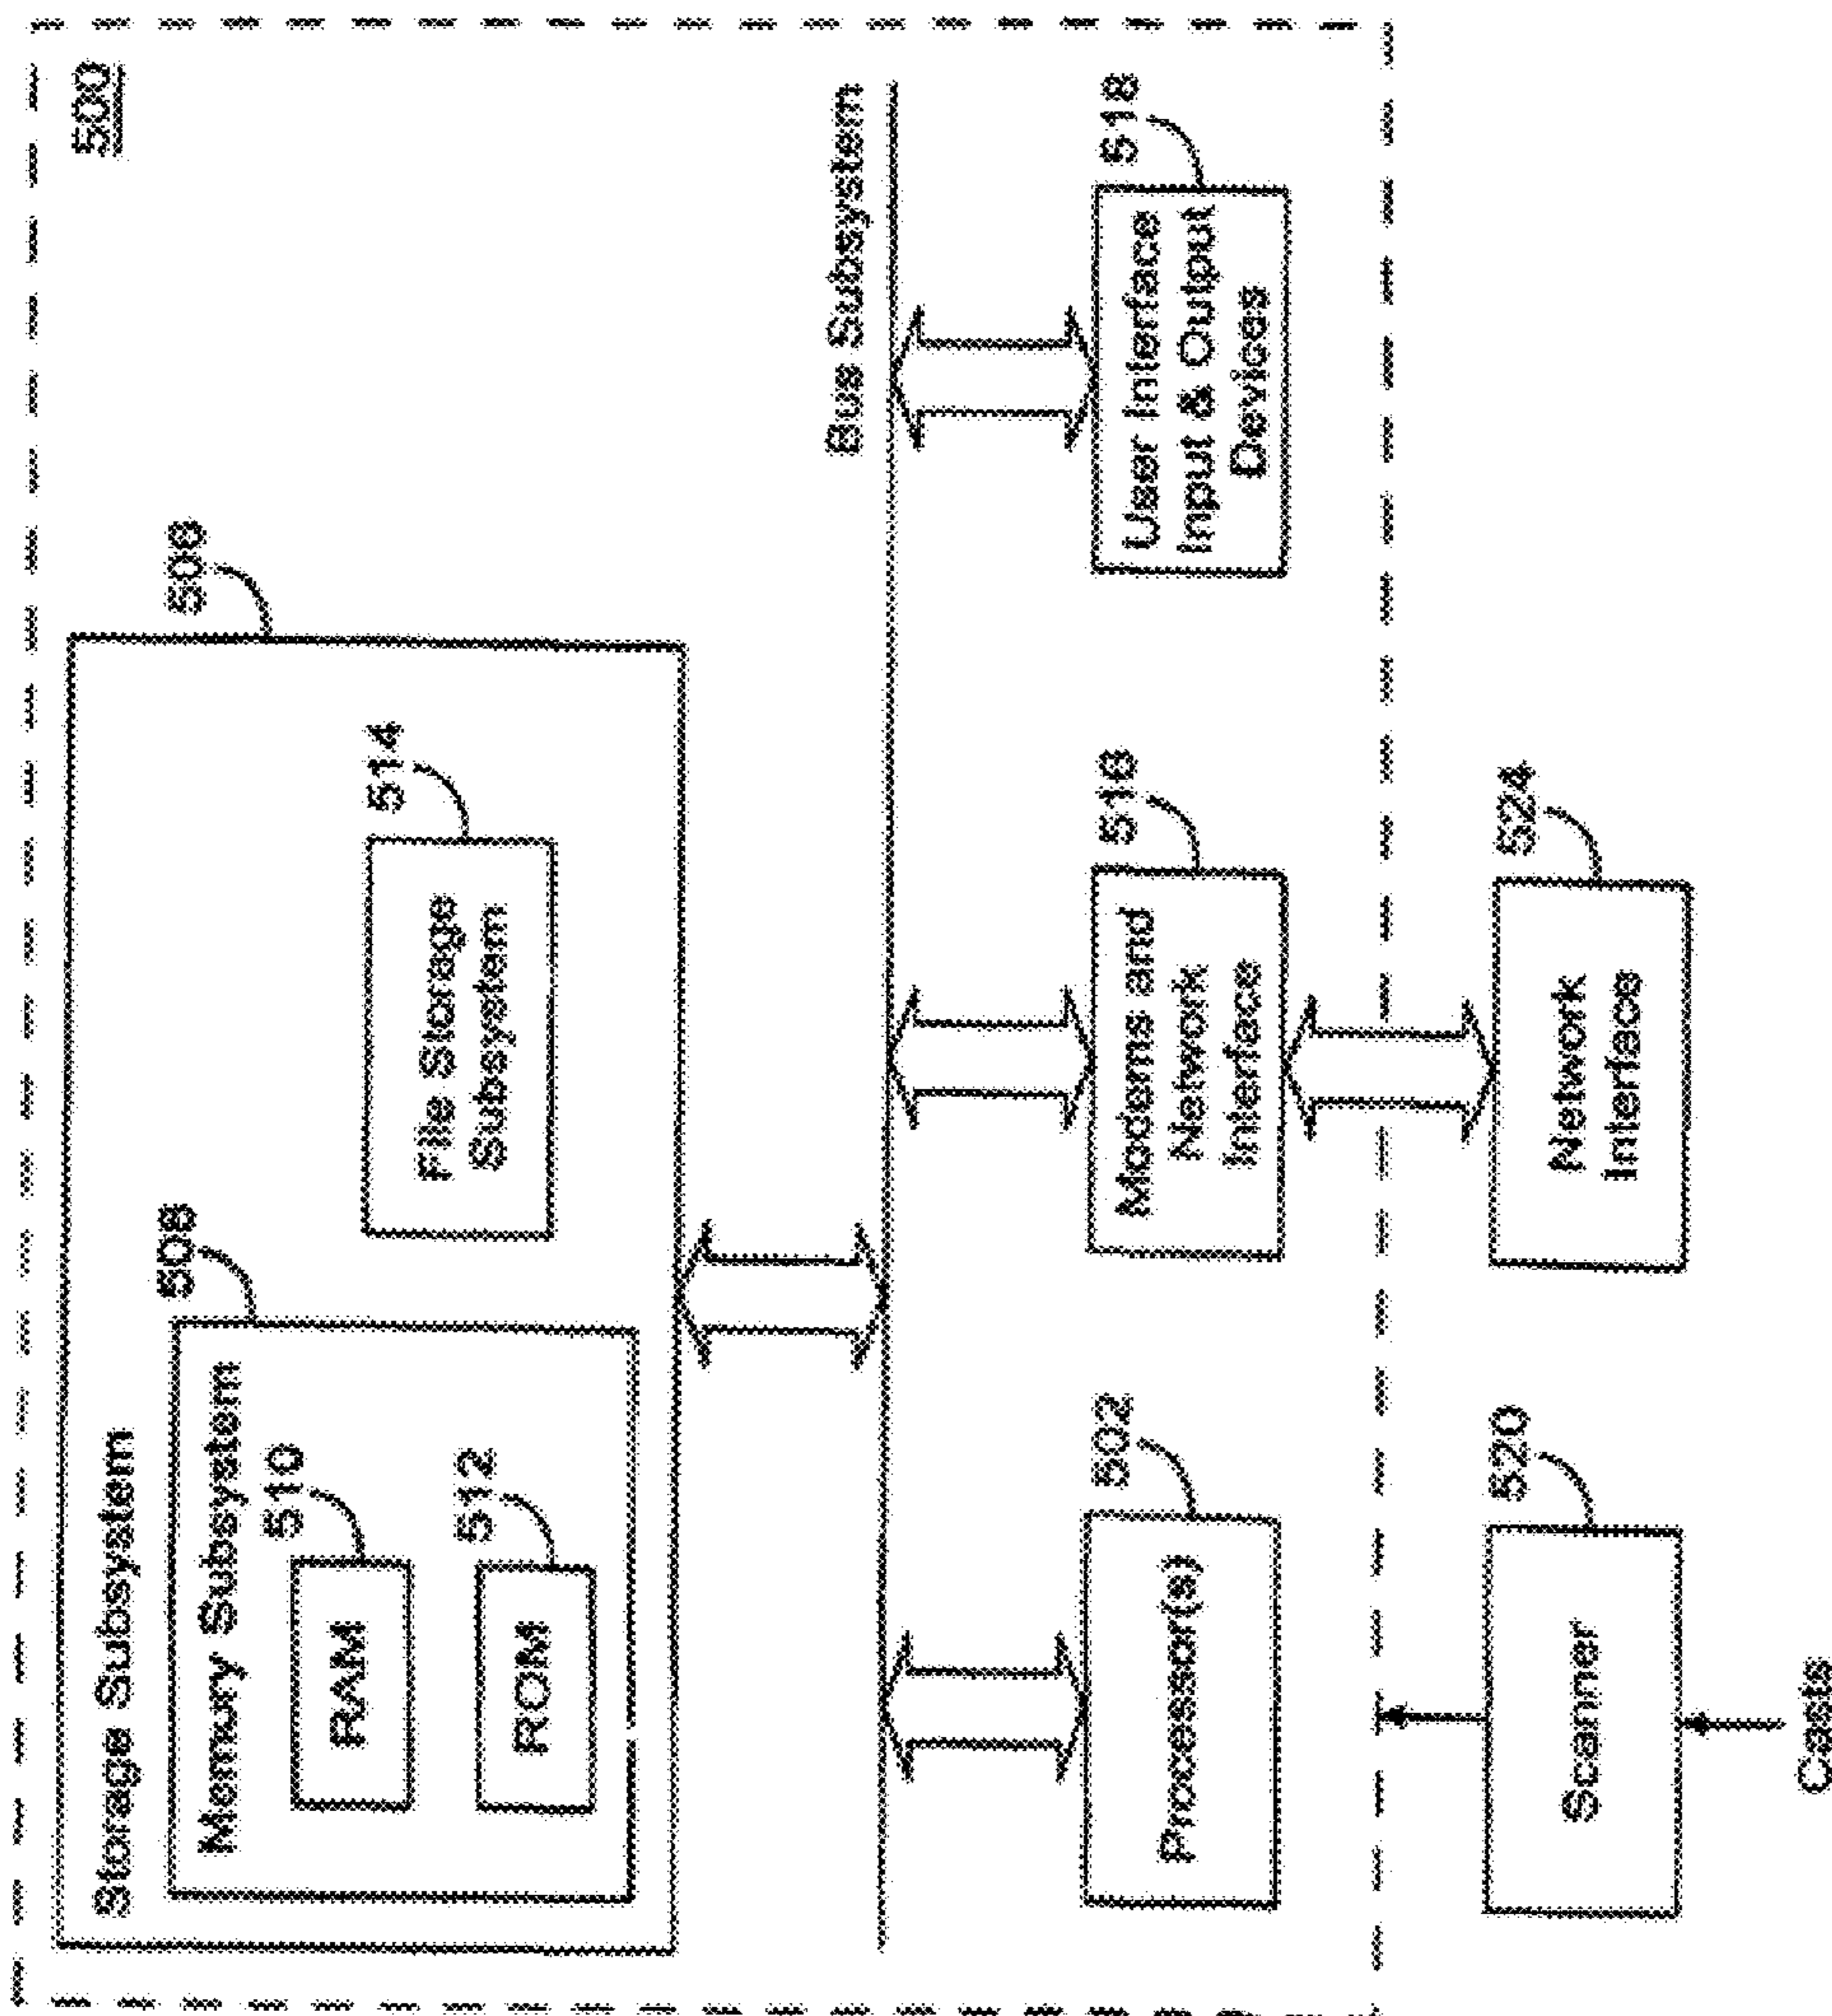 500
506
Storage Subsystem
508
Memory Subsystem
510
RAM
512
ROM
514
File Storage
Subsystem
Bus Subsystem
502
Processor(s)
516
Modems and
Network
Interface
518
User Interface
Input & Output
Devices
520
Scanner
524
Network
Interface
Casts